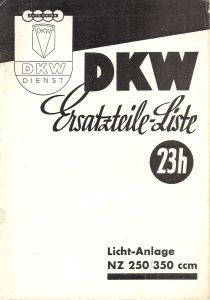 DKW
DKW
DIENST
DKW
Ersatzteile-Liste
23h
Licht-Anlage
NZ 250/350 ccm